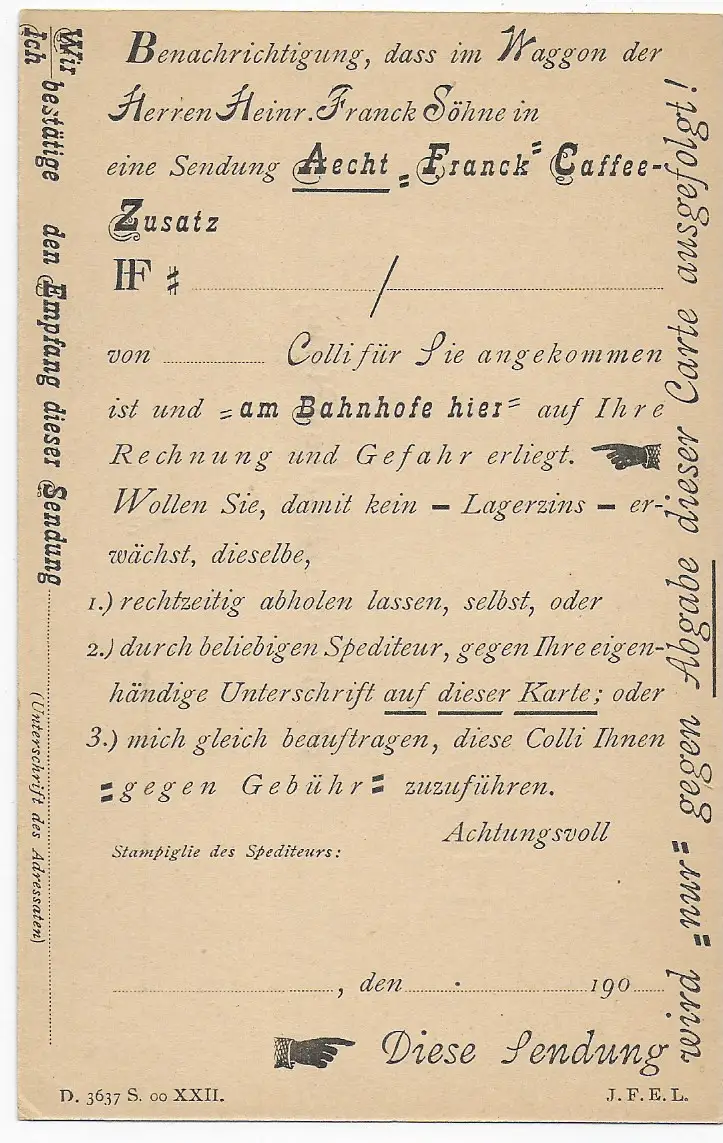 Benachrichtigung, dass im Waggon der
Herren Heinr. Franck Söhne in
eine Sendung Aecht „Franck“ Caffee-
Zusatz
HF # / 
von Colli für Sie angekommen
ist und „am Bahnhofe hier“ auf Ihre
Rechnung und Gefahr erliegt.
Wollen Sie, damit kein — Lagerzins — er-
wächst, dieselbe,
1.) rechtzeitig abholen lassen, selbst, oder
2.) durch beliebigen Spediteur, gegen Ihre eigen-
händige Unterschrift auf dieser Karte; oder
3.) mich gleich beauftragen, diese Colli Ihnen
„gegen Gebühr“ zuzuführen.
Achtungsvoll
Stampiglie des Spediteurs:
, den 190
Diese Sendung
wird „nur“ gegen Abgabe dieser Carte ausgefolgt!
Wir
Ich
bestätige den Empfang dieser Sendung
(Unterschrift des Adressaten)
D. 3637 S. 00 XXII.
J. F. E. L.